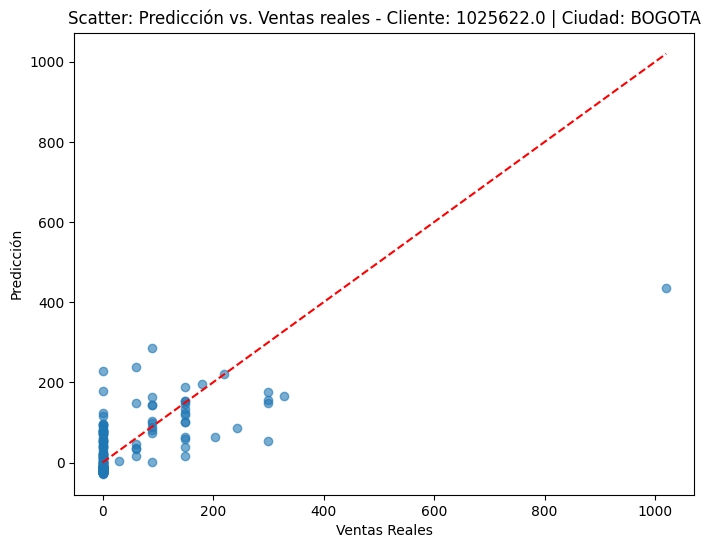 Scatter: Predicción vs. Ventas reales - Cliente: 1025622.0 | Ciudad: BOGOTA
1000
800
600
400
200
0
Predicción
0 200 400 600 800 1000
Ventas Reales